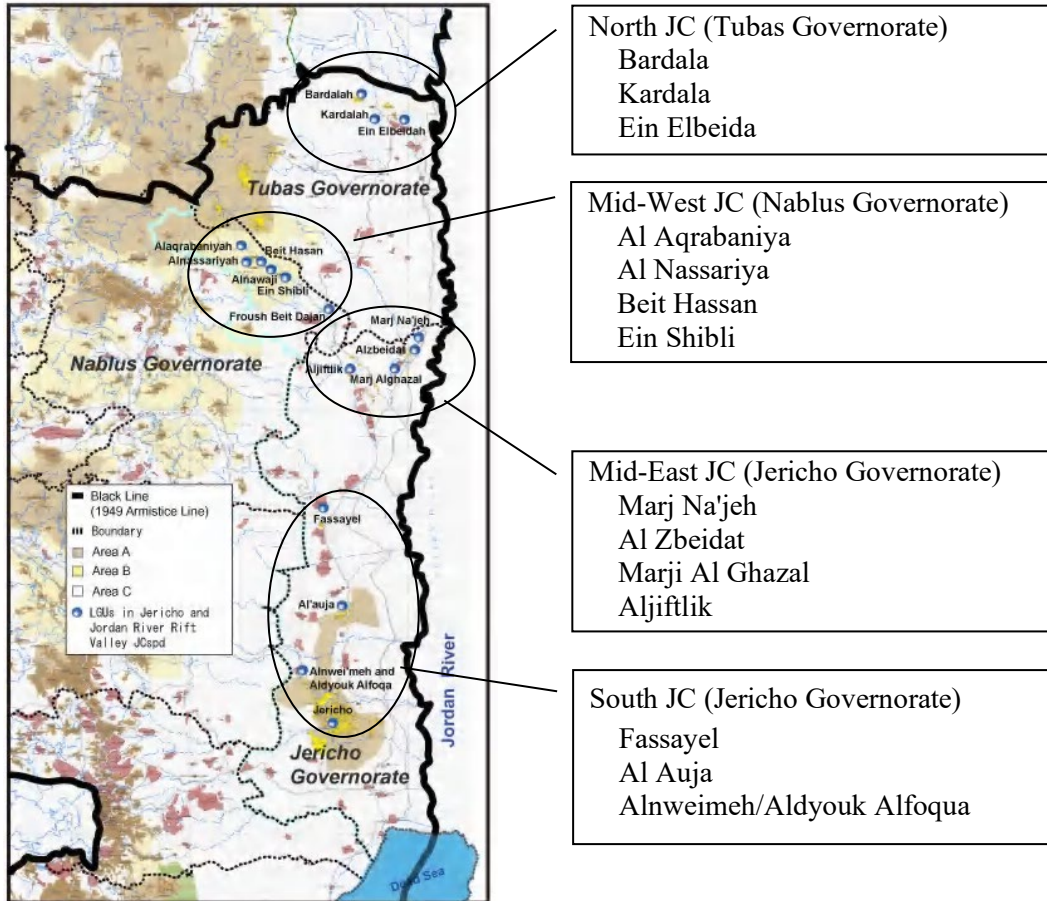 Bardalah
Kardalah
Ein Elbeidah
Tubas Governorate
Alaqrabaniyah
Beit Hasan
Alnassariyah
Alnawaji
Ein Shibli
Froush Beit Dajan
Marj Na'jeh
Alzbeidat
Nablus Governorate
Aljiftlik
Marj Alghazal
Black Line
(1949 Armistice Line)
Boundary
Area A
Area B
Area C
LGUs in Jericho and
Jordan River Rift
Valley JCspd
Fassayel
Al'auja
Alnwei'meh and
Aldyouk Alfoqa
Jericho
Jericho
Governorate
Jordan River
Dead Sea
North JC (Tubas Governorate)
Bardala
Kardala
Ein Elbeida
Mid-West JC (Nablus Governorate)
Al Aqrabaniya
Al Nassariya
Beit Hassan
Ein Shibli
Mid-East JC (Jericho Governorate)
Marj Na'jeh
Al Zbeidat
Marji Al Ghazal
Aljiftlik
South JC (Jericho Governorate)
Fassayel
Al Auja
Alnweimeh/Aldyouk Alfoqua